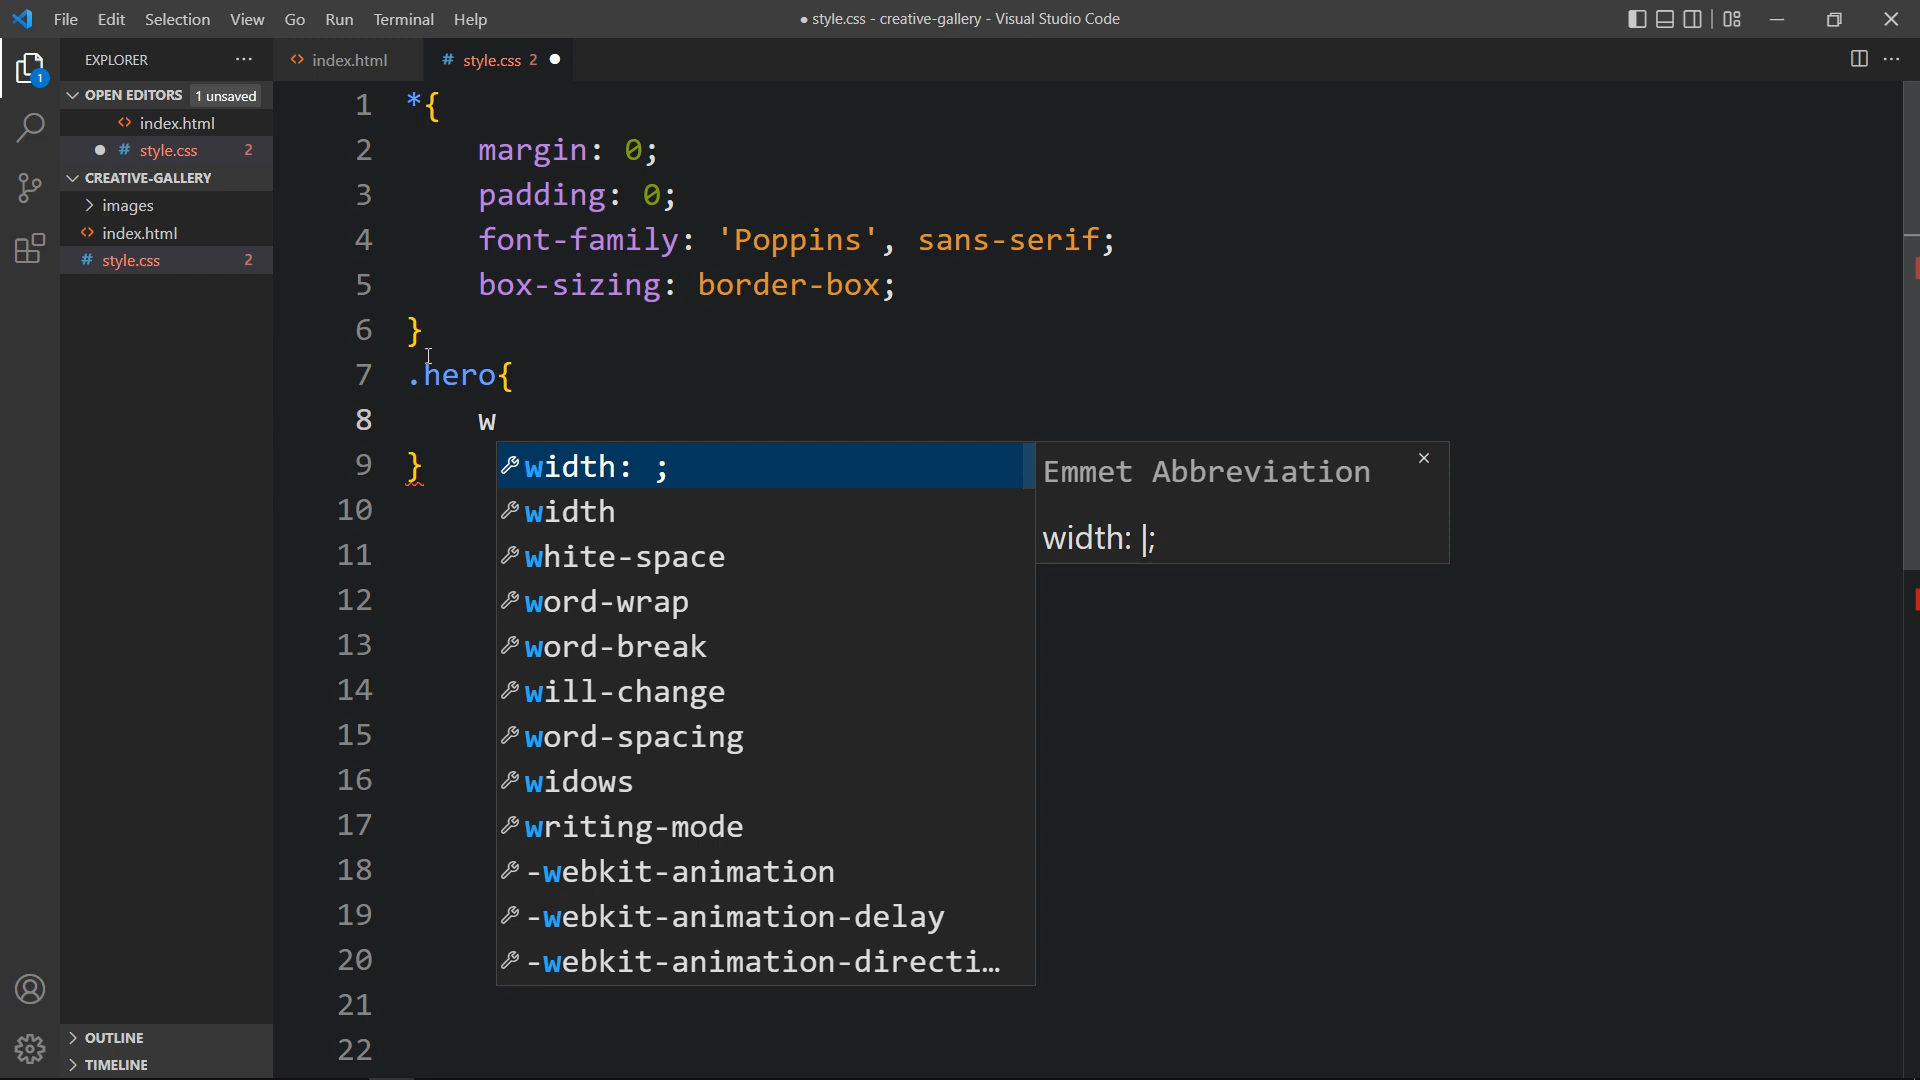 File Edit Selection View Go Run Terminal Help
● style.css - creative-gallery - Visual Studio Code
EXPLORER ···
<> index.html
# style.css 2 ●
OPEN EDITORS 1 unsaved
<> index.html
● # style.css 2
CREATIVE-GALLERY
images
<> index.html
# style.css 2
OUTLINE
TIMELINE
1
1 *{
2 margin: 0;
3 padding: 0;
4 font-family: 'Poppins', sans-serif;
5 box-sizing: border-box;
6 }
7 .hero{
8 w
9 }
10
11
12
13
14
15
16
17
18
19
20
21
22
width: ;
width
white-space
word-wrap
word-break
will-change
word-spacing
widows
writing-mode
-webkit-animation
-webkit-animation-delay
-webkit-animation-directi…
Emmet Abbreviation
width: |;